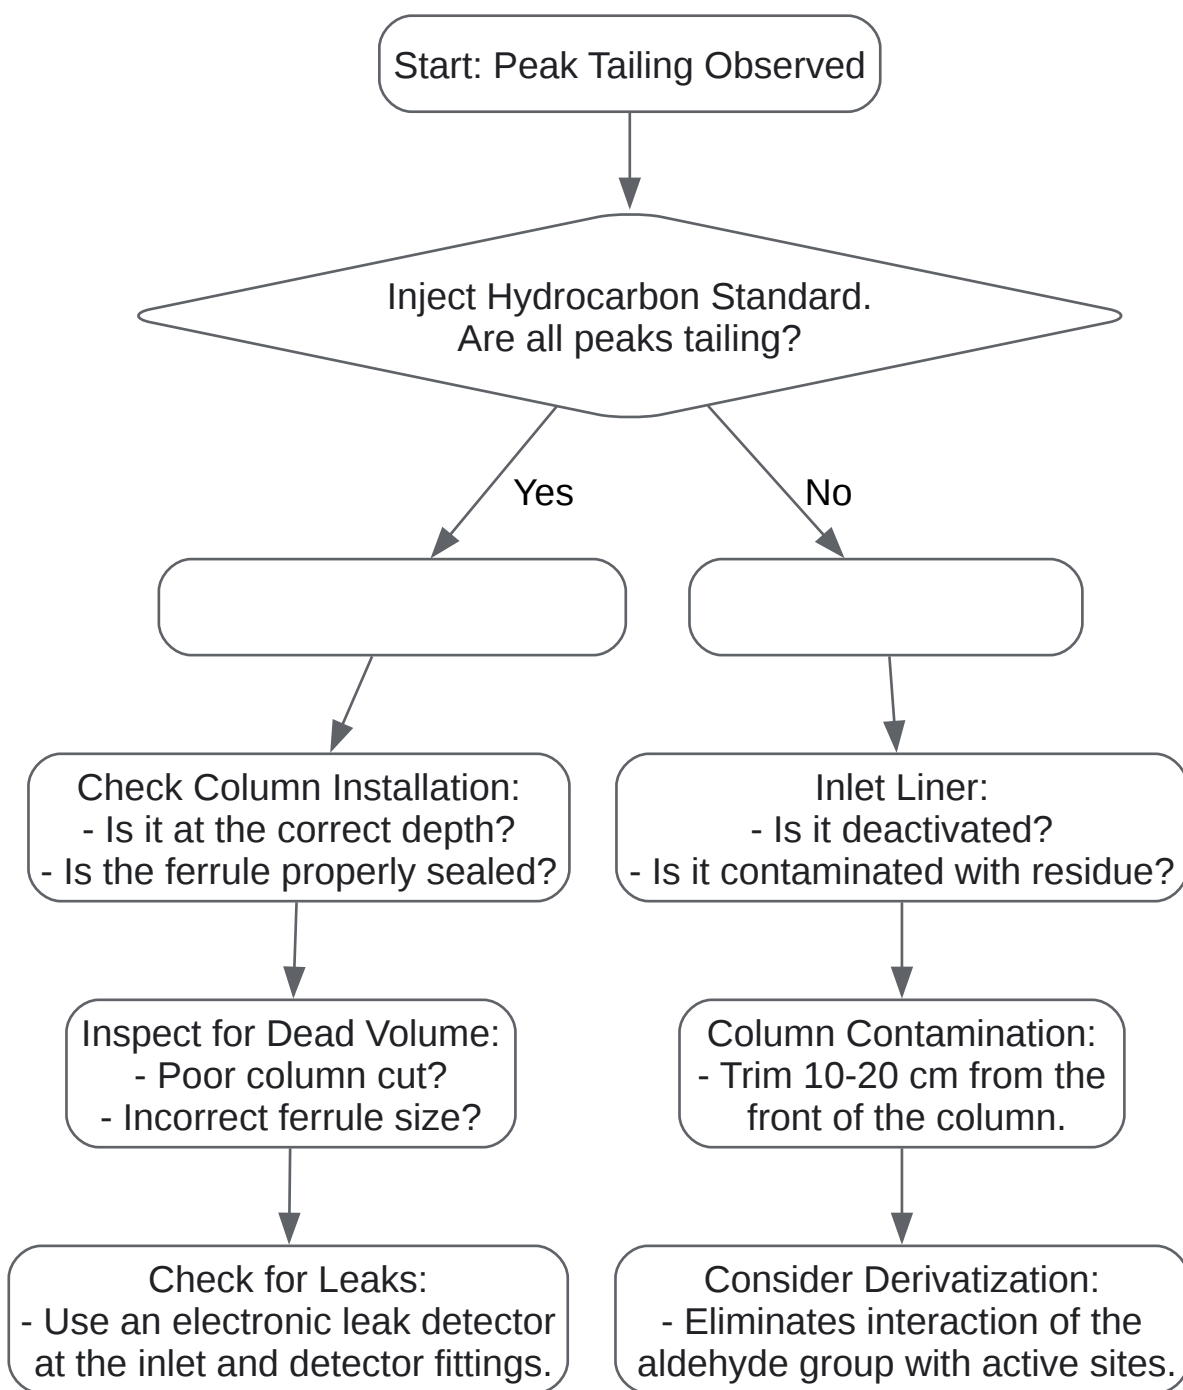 Start: Peak Tailing Observed
Inject Hydrocarbon Standard.
Are all peaks tailing?
Yes
No
Check Column Installation:
- Is it at the correct depth?
- Is the ferrule properly sealed?
Inlet Liner:
- Is it deactivated?
- Is it contaminated with residue?
Inspect for Dead Volume:
- Poor column cut?
- Incorrect ferrule size?
Column Contamination:
- Trim 10-20 cm from the
front of the column.
Check for Leaks:
- Use an electronic leak detector
at the inlet and detector fittings.
Consider Derivatization:
- Eliminates interaction of the
aldehyde group with active sites.